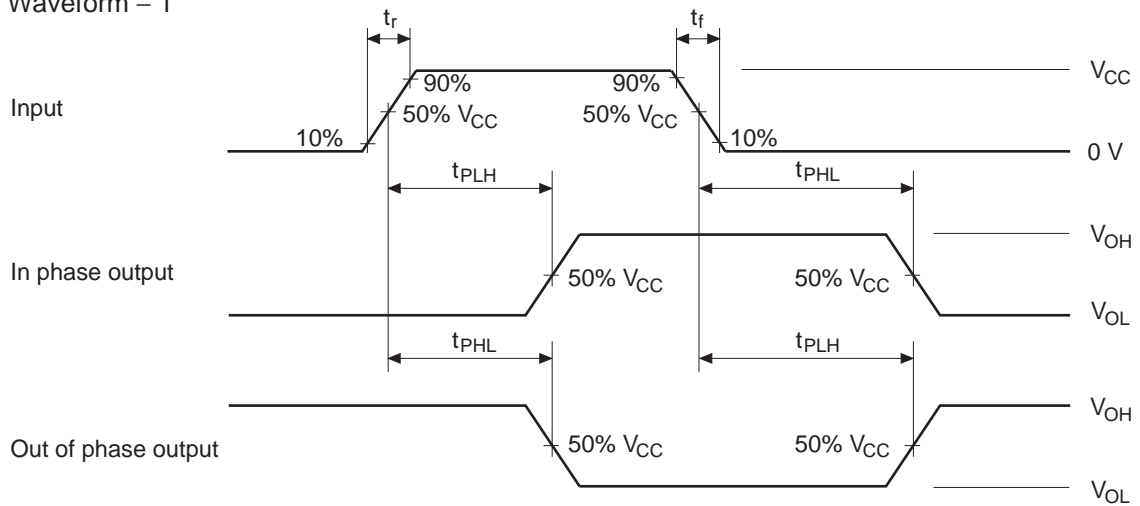 Waveform – 1
tr tf
90% 90% VCC
Input 50% VCC 50% VCC
10% 10% 0 V
tPLH tPHL
VOH
In phase output 50% VCC 50% VCC
VOL
tPHL tPLH
VOH
Out of phase output 50% VCC 50% VCC
VOL